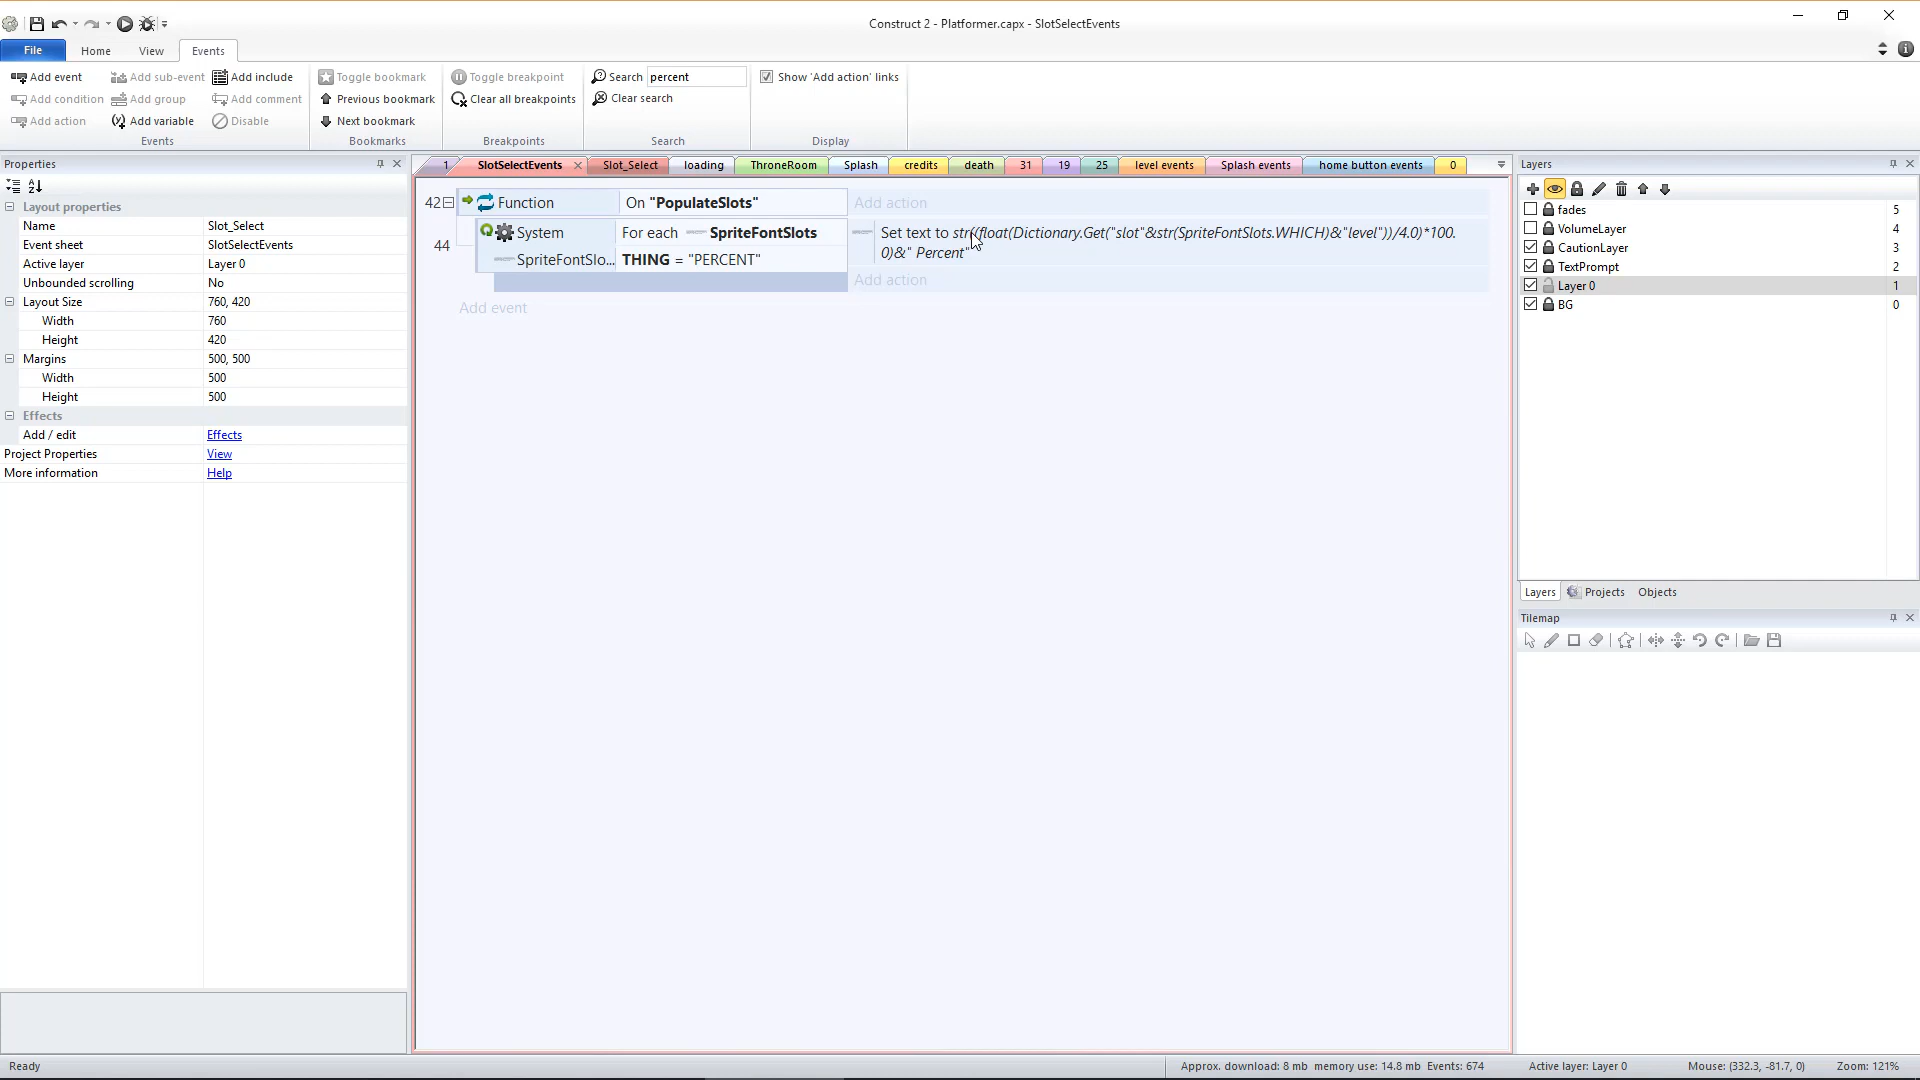 Construct 2 - Platformer.capx - SlotSelectEvents
File Home View Events
Add event Add sub-event Add include Toggle bookmark Toggle breakpoint Search percent Show 'Add action' links
Add condition Add group Add comment Previous bookmark Clear all breakpoints Clear search
Add action Add variable Disable Next bookmark
Events Bookmarks Breakpoints Search Display
Properties
1 SlotSelectEvents Slot_Select loading ThroneRoom Splash credits death 31 19 25 level events Splash events home button events 0
Layout properties
Name Slot_Select
Event sheet SlotSelectEvents
Active layer Layer 0
Unbounded scrolling No
Layout Size 760, 420
Width 760
Height 420
Margins 500, 500
Width 500
Height 500
Effects
Add / edit Effects
Project Properties View
More information Help
42 Function On "PopulateSlots" Add action
44 System For each SpriteFontSlots Set text to str((float(Dictionary.Get("slot"&str(SpriteFontSlots.WHICH)&"level"))/4.0)*100.
SpriteFontSlo... THING = "PERCENT" 0)&" Percent"
Add action
Add event
Layers
fades 5
VolumeLayer 4
CautionLayer 3
TextPrompt 2
Layer 0 1
BG 0
Layers Projects Objects
Tilemap
Ready Approx. download: 8 mb memory use: 14.8 mb Events: 674 Active layer: Layer 0 Mouse: (332.3, -81.7, 0) Zoom: 121%